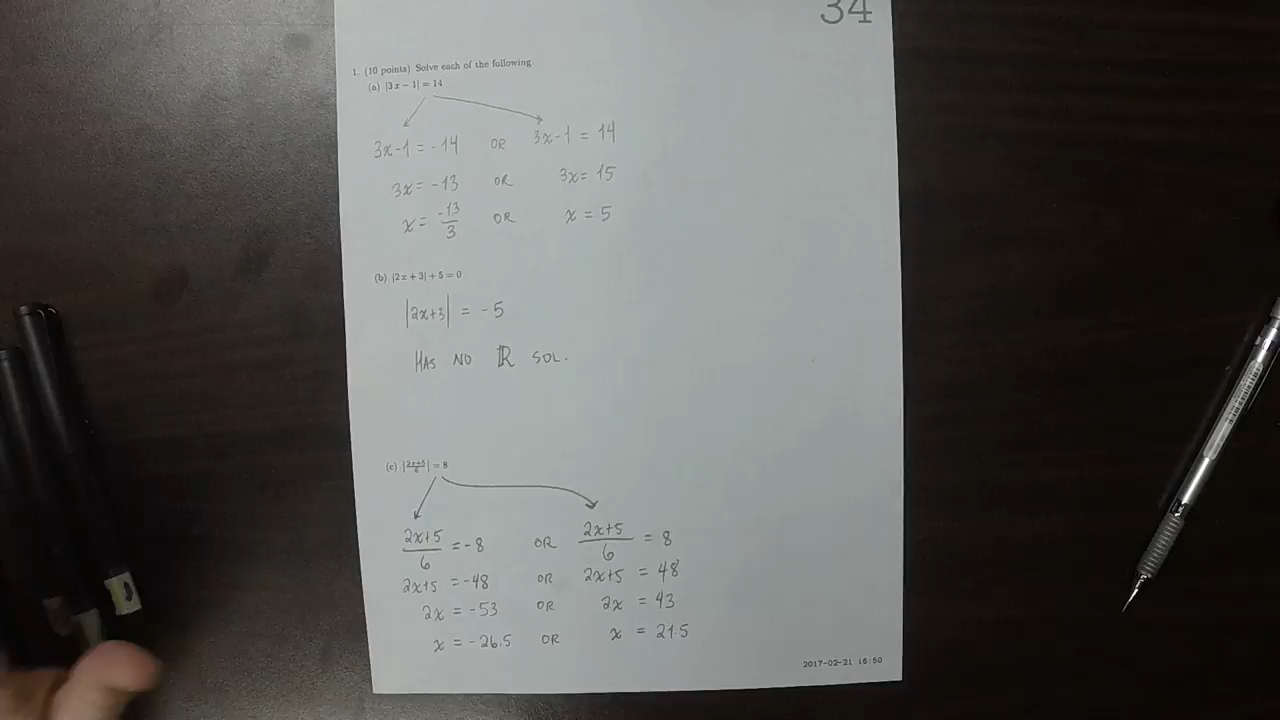 34
1. (10 points) Solve each of the following.
(a) |3x − 1| = 14
3x-1 = -14 OR 3x-1 = 14
3x = -13 OR 3x = 15
x = -13/3 OR x = 5
(b) |2x + 3| + 5 = 0
|2x+3| = -5
HAS NO ℝ SOL.
(c) |2x+5/6| = 8
2x+5/6 = -8 OR 2x+5/6 = 8
2x+5 = -48 OR 2x+5 = 48
2x = -53 OR 2x = 43
x = -26.5 OR x = 21.5
2017-02-21 16:50